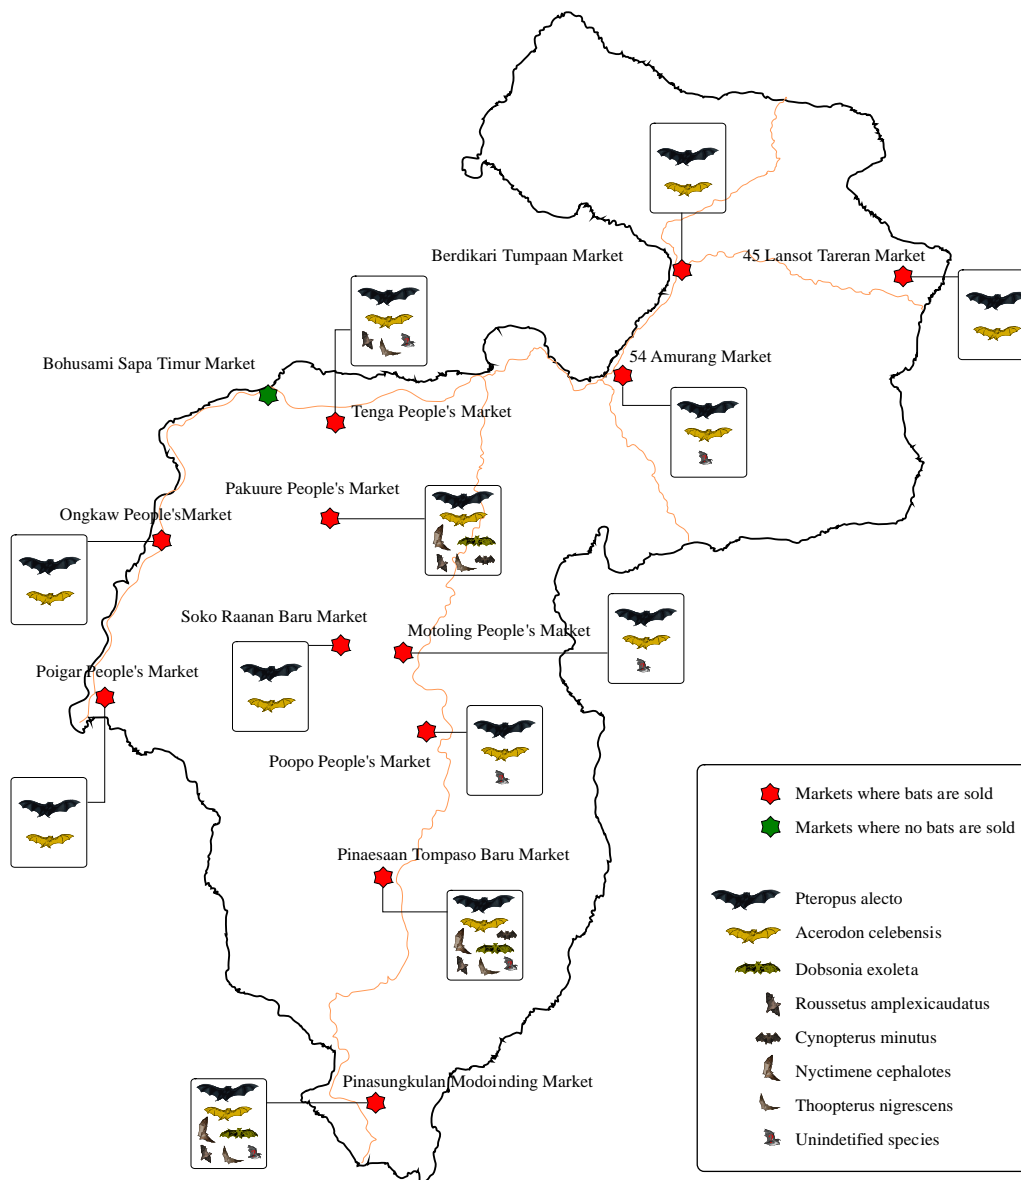 Berdikari Tumpaan Market
45 Lansot Tareran Market
Bohusami Sapa Timur Market
54 Amurang Market
Tenga People's Market
Pakuure People's Market
Ongkaw People'sMarket
Soko Raanan Baru Market
Motoling People's Market
Poigar People's Market
Poopo People's Market
Pinaesaan Tompaso Baru Market
Pinasungkulan Modoinding Market
Markets where bats are sold
Markets where no bats are sold
Pteropus alecto
Acerodon celebensis
Dobsonia exoleta
Roussetus amplexicaudatus
Cynopterus minutus
Nyctimene cephalotes
Thoopterus nigrescens
Unindetified species